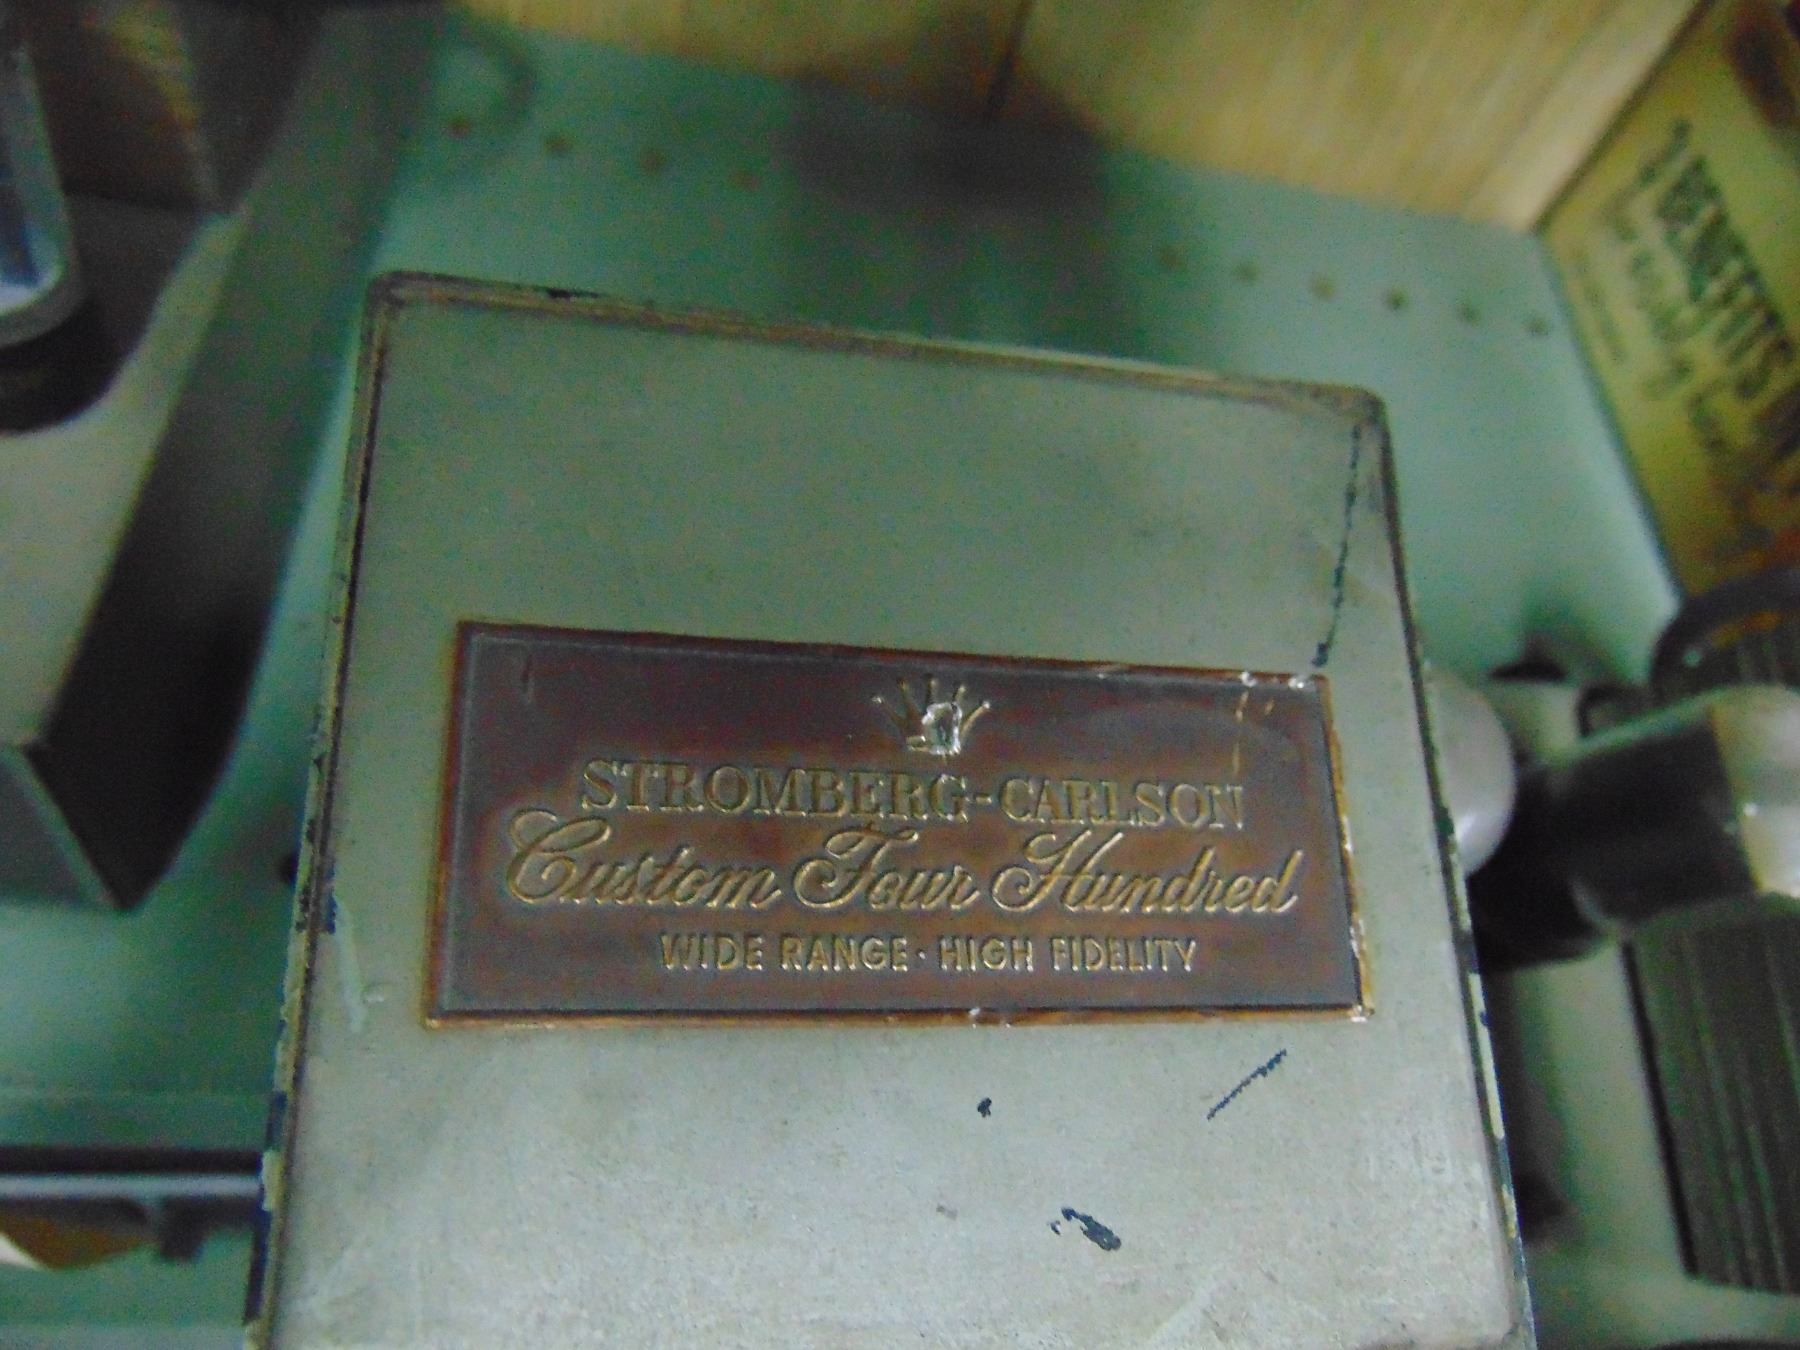 STROMBERG-CARLSON
Custom Four Hundred
WIDE RANGE · HIGH FIDELITY